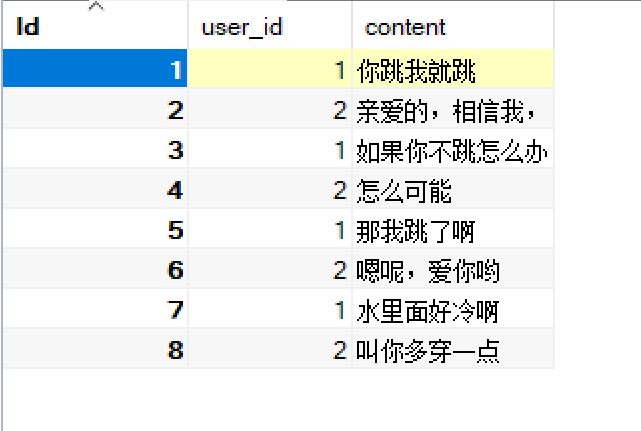 Id user_id content
1 1 你跳我就跳
2 2 亲爱的，相信我，
3 1 如果你不跳怎么办
4 2 怎么可能
5 1 那我跳了啊
6 2 嗯呢，爱你哟
7 1 水里面好冷啊
8 2 叫你多穿一点